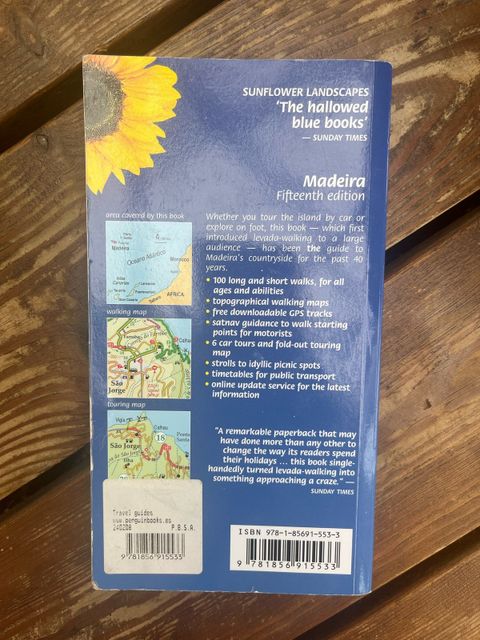 SUNFLOWER LANDSCAPES
'The hallowed
blue books'
— SUNDAY TIMES
Madeira
Fifteenth edition
area covered by this book
Madeira
Oceano Atlântico
Morocco
AFRICA
walking map
São
Jorge
touring map
São Jorge
Ilha
18
Whether you tour the island by car or
explore on foot, this book — which first
introduced levada-walking to a large
audience — has been the guide to
Madeira's countryside for the past 40
years.
• 100 long and short walks, for all
ages and abilities
• topographical walking maps
• free downloadable GPS tracks
• satnav guidance to walk starting
points for motorists
• 6 car tours and fold-out touring
map
• strolls to idyllic picnic spots
• timetables for public transport
• online update service for the latest
information
"A remarkable paperback that may
have done more than any other to
change the way its readers spend
their holidays ... this book single-
handedly turned levada-walking into
something approaching a craze." —
SUNDAY TIMES
Travel guides
www.penguinbooks.es
240208 P.B.S.A.
9 781856 915533
ISBN 978-1-85691-553-3
9 781856 915533